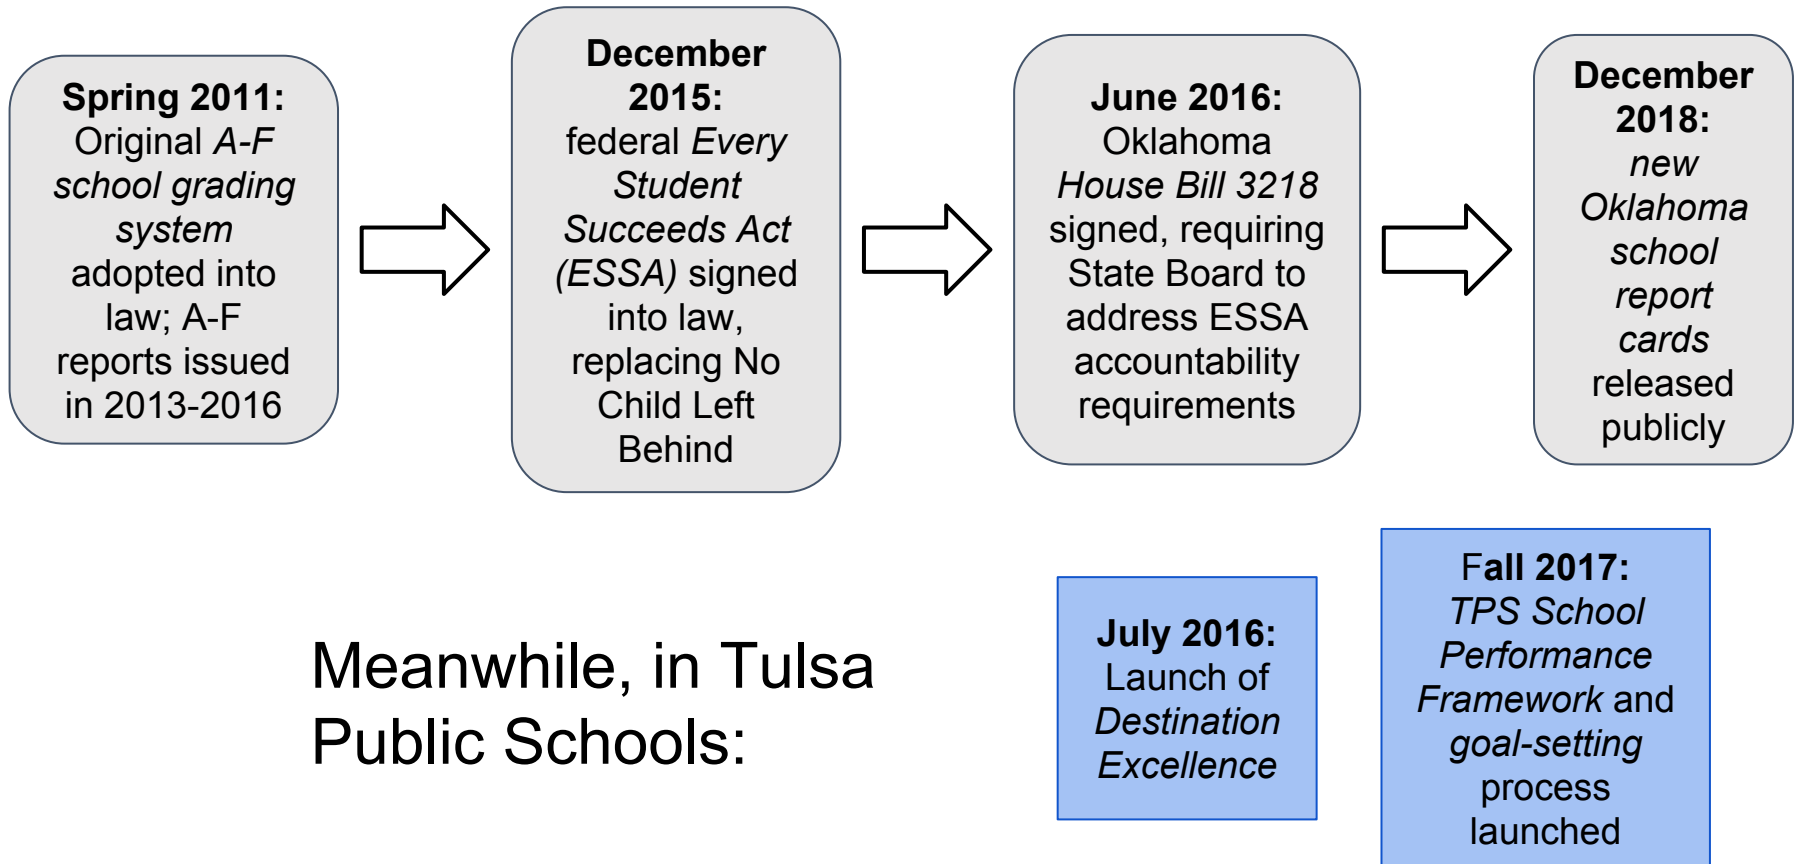 Spring 2011:
Original A-F
school grading
system
adopted into
law; A-F
reports issued
in 2013-2016
December
2015:
federal Every
Student
Succeeds Act
(ESSA) signed
into law,
replacing No
Child Left
Behind
June 2016:
Oklahoma
House Bill 3218
signed, requiring
State Board to
address ESSA
accountability
requirements
December
2018:
new
Oklahoma
school
report
cards
released
publicly
Meanwhile, in Tulsa
Public Schools:
July 2016:
Launch of
Destination
Excellence
Fall 2017:
TPS School
Performance
Framework and
goal-setting
process
launched